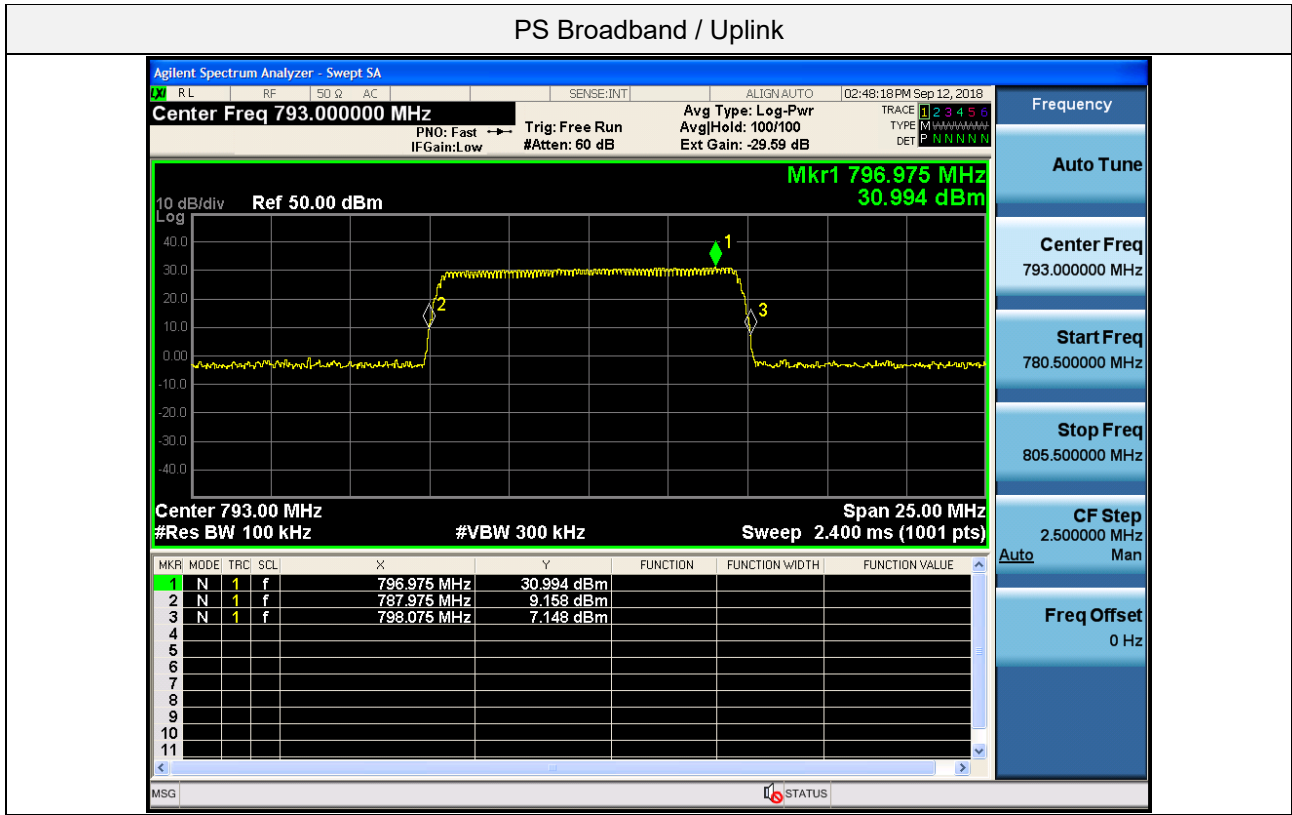 PS Broadband / Uplink
Agilent Spectrum Analyzer - Swept SA
LXI RL RF 50 Ω AC SENSE:INT ALIGN AUTO 02:48:18 PM Sep 12, 2018
Center Freq 793.000000 MHz
PNO: Fast
IFGain:Low
Trig: Free Run
#Atten: 60 dB
Avg Type: Log-Pwr
Avg|Hold: 100/100
Ext Gain: -29.59 dB
TRACE 1 2 3 4 5 6
TYPE M
DET P N N N N N
Mkr1 796.975 MHz
30.994 dBm
10 dB/div Ref 50.00 dBm
Log
40.0
30.0
20.0
10.0
0.00
-10.0
-20.0
-30.0
-40.0
1
2
3
Center 793.00 MHz Span 25.00 MHz
#Res BW 100 kHz #VBW 300 kHz Sweep 2.400 ms (1001 pts)
MKR MODE TRC SCL X Y FUNCTION FUNCTION WIDTH FUNCTION VALUE
1 N 1 f 796.975 MHz 30.994 dBm
2 N 1 f 787.975 MHz 9.158 dBm
3 N 1 f 798.075 MHz 7.148 dBm
4
5
6
7
8
9
10
11
MSG STATUS
Frequency
Auto Tune
Center Freq
793.000000 MHz
Start Freq
780.500000 MHz
Stop Freq
805.500000 MHz
CF Step
2.500000 MHz
Auto Man
Freq Offset
0 Hz